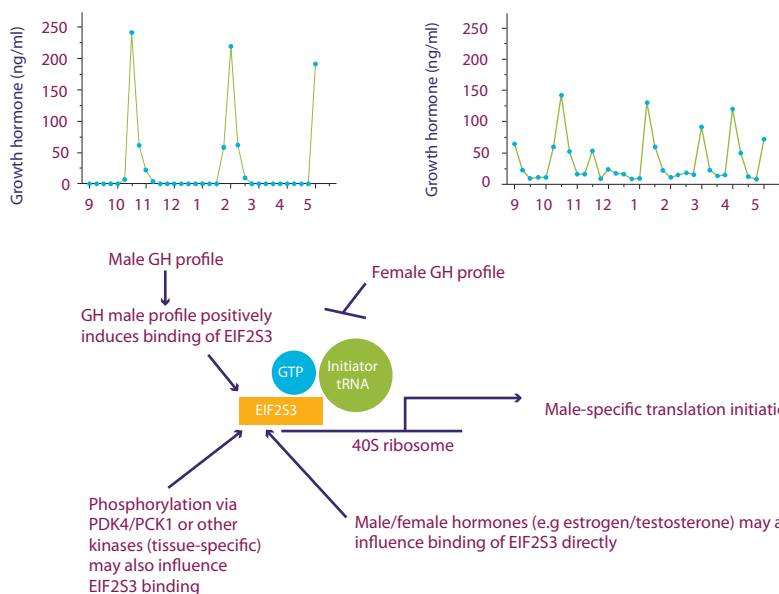 Growth hormone (ng/ml)
250
200
150
100
50
0
9 10 11 12 1 2 3 4 5
Growth hormone (ng/ml)
250
200
150
100
50
0
9 10 11 12 1 2 3 4 5
Male GH profile
Female GH profile
GH male profile positively
induces binding of EIF2S3
GTP
Initiator
tRNA
EIF2S3
40S ribosome
Male-specific translation initiatio
Phosphorylation via
PDK4/PCK1 or other
kinases (tissue-specific)
may also influence
EIF2S3 binding
Male/female hormones (e.g estrogen/testosterone) may a
influence binding of EIF2S3 directly